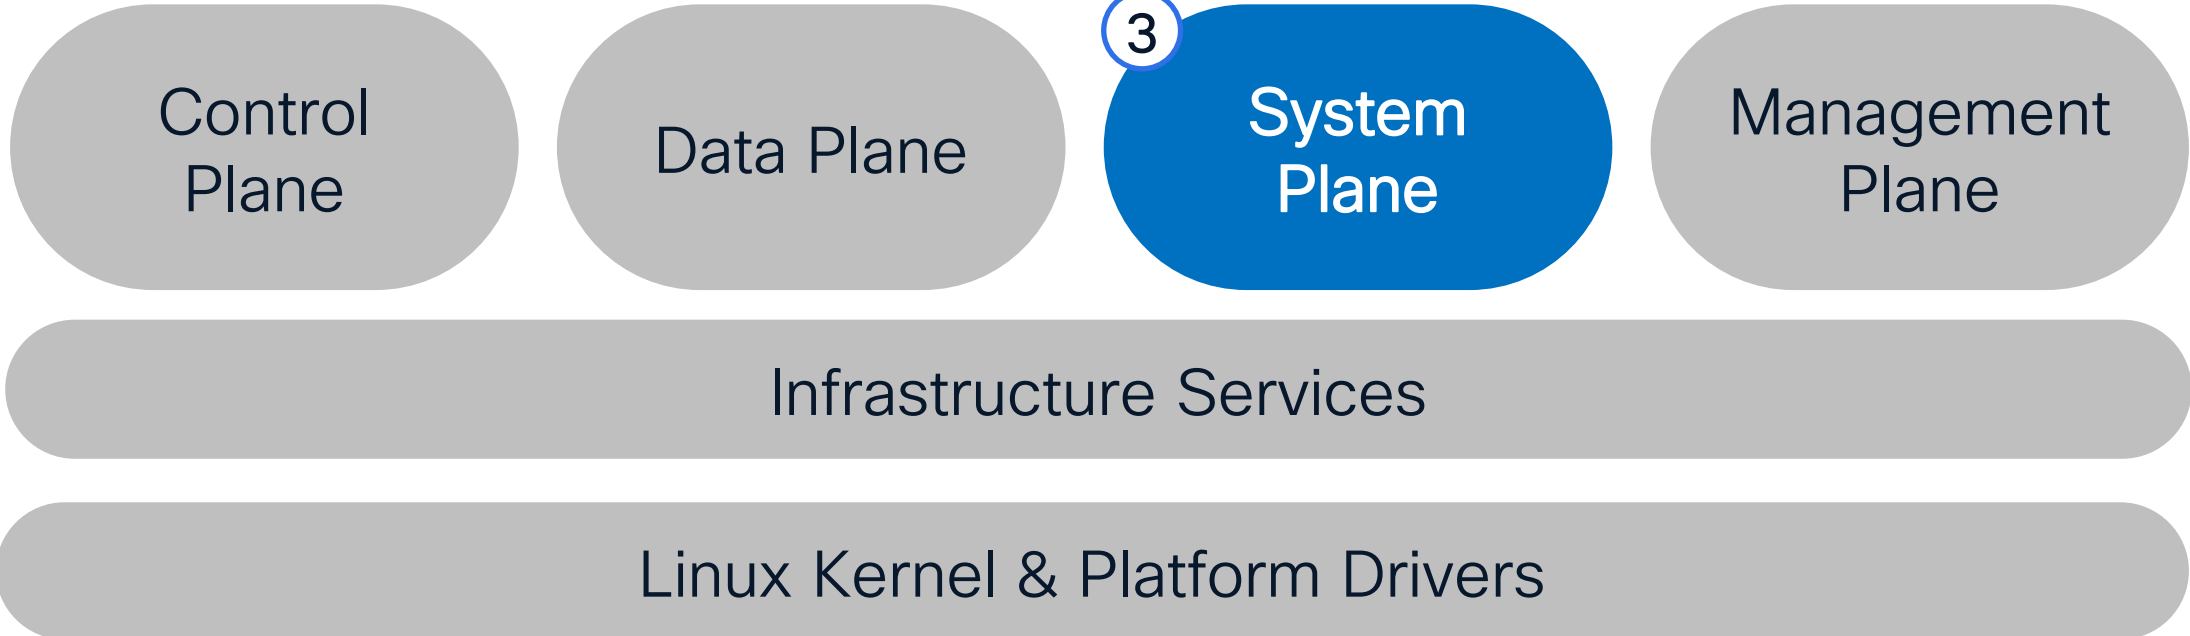 3
Control
Plane
Data Plane
System
Plane
Management
Plane
Infrastructure Services
Linux Kernel & Platform Drivers